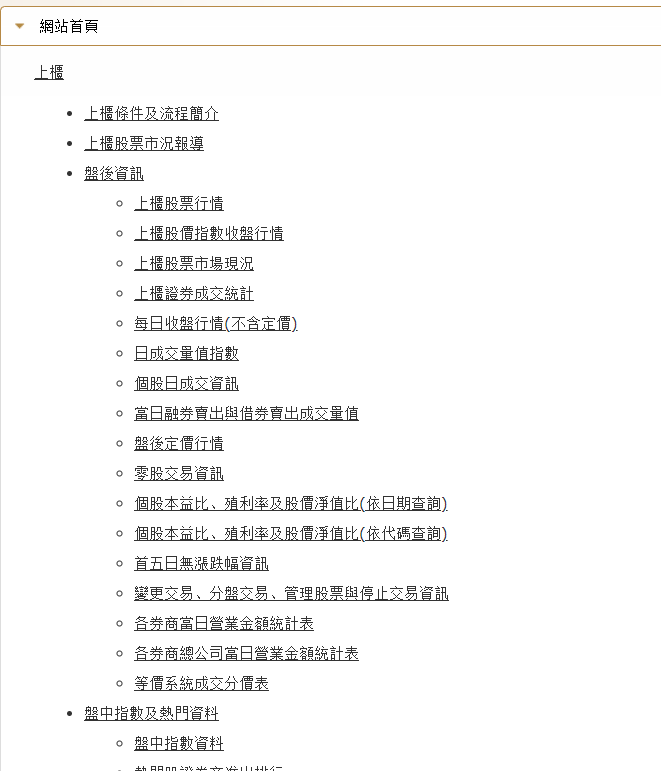 網站首頁
上櫃
上櫃條件及流程簡介
上櫃股票市況報導
盤後資訊
上櫃股票行情
上櫃股價指數收盤行情
上櫃股票市場現況
上櫃證券成交統計
每日收盤行情(不含定價)
日成交量值指數
個股日成交資訊
當日融券賣出與借券賣出成交量值
盤後定價行情
零股交易資訊
個股本益比、殖利率及股價淨值比(依日期查詢)
個股本益比、殖利率及股價淨值比(依代碼查詢)
首五日無漲跌幅資訊
變更交易、分盤交易、管理股票與停止交易資訊
各券商當日營業金額統計表
各券商總公司當日營業金額統計表
等價系統成交分價表
盤中指數及熱門資料
盤中指數資料
熱門股證券商進出排行